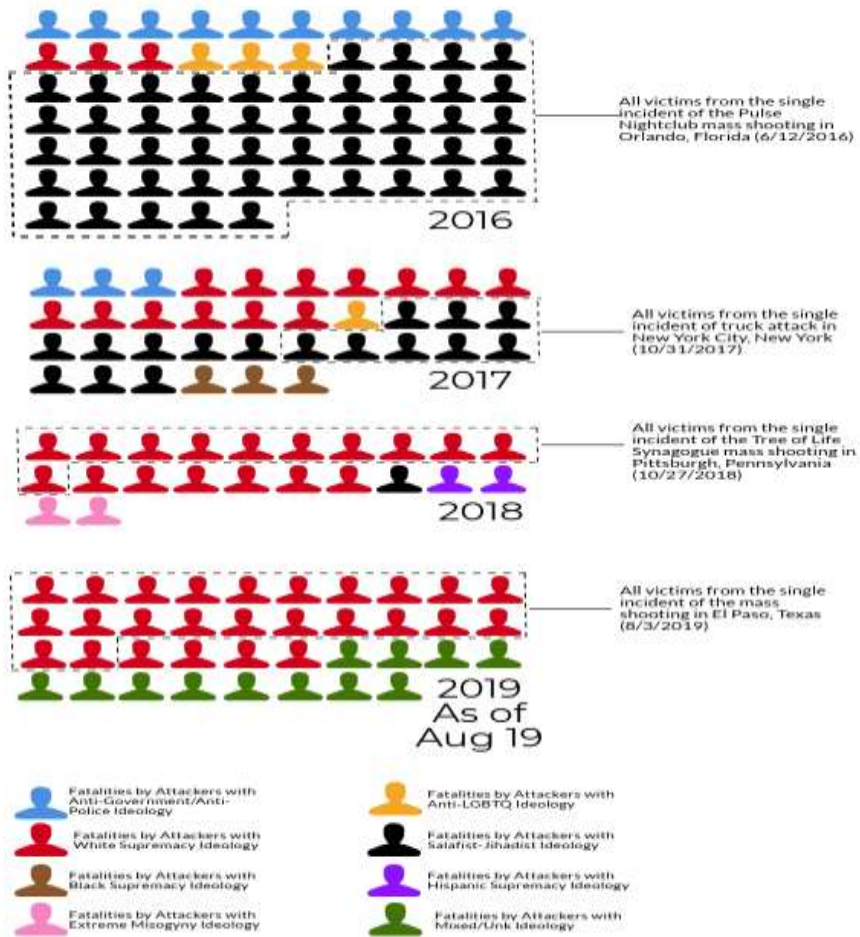 All victims from the single
incident of the Pulse
Nightclub mass shooting in
Orlando, Florida (6/12/2016)
2016
All victims from the single
incident of truck attack in
New York City, New York
(10/31/2017)
2017
All victims from the single
incident of the Tree of Life
Synagogue mass shooting in
Pittsburgh, Pennsylvania
(10/27/2018)
2018
All victims from the single
incident of the mass
shooting in El Paso, Texas
(8/3/2019)
2019
As of
Aug 19
Fatalities by Attackers with
Anti-Government/Anti-
Police Ideology
Fatalities by Attackers with
Anti-LGBTQ Ideology
Fatalities by Attackers with
White Supremacy Ideology
Fatalities by Attackers with
Salafist-Jihadist Ideology
Fatalities by Attackers with
Black Supremacy Ideology
Fatalities by Attackers with
Hispanic Supremacy Ideology
Fatalities by Attackers with
Extreme Misogyny Ideology
Fatalities by Attackers with
Mixed/Unk Ideology